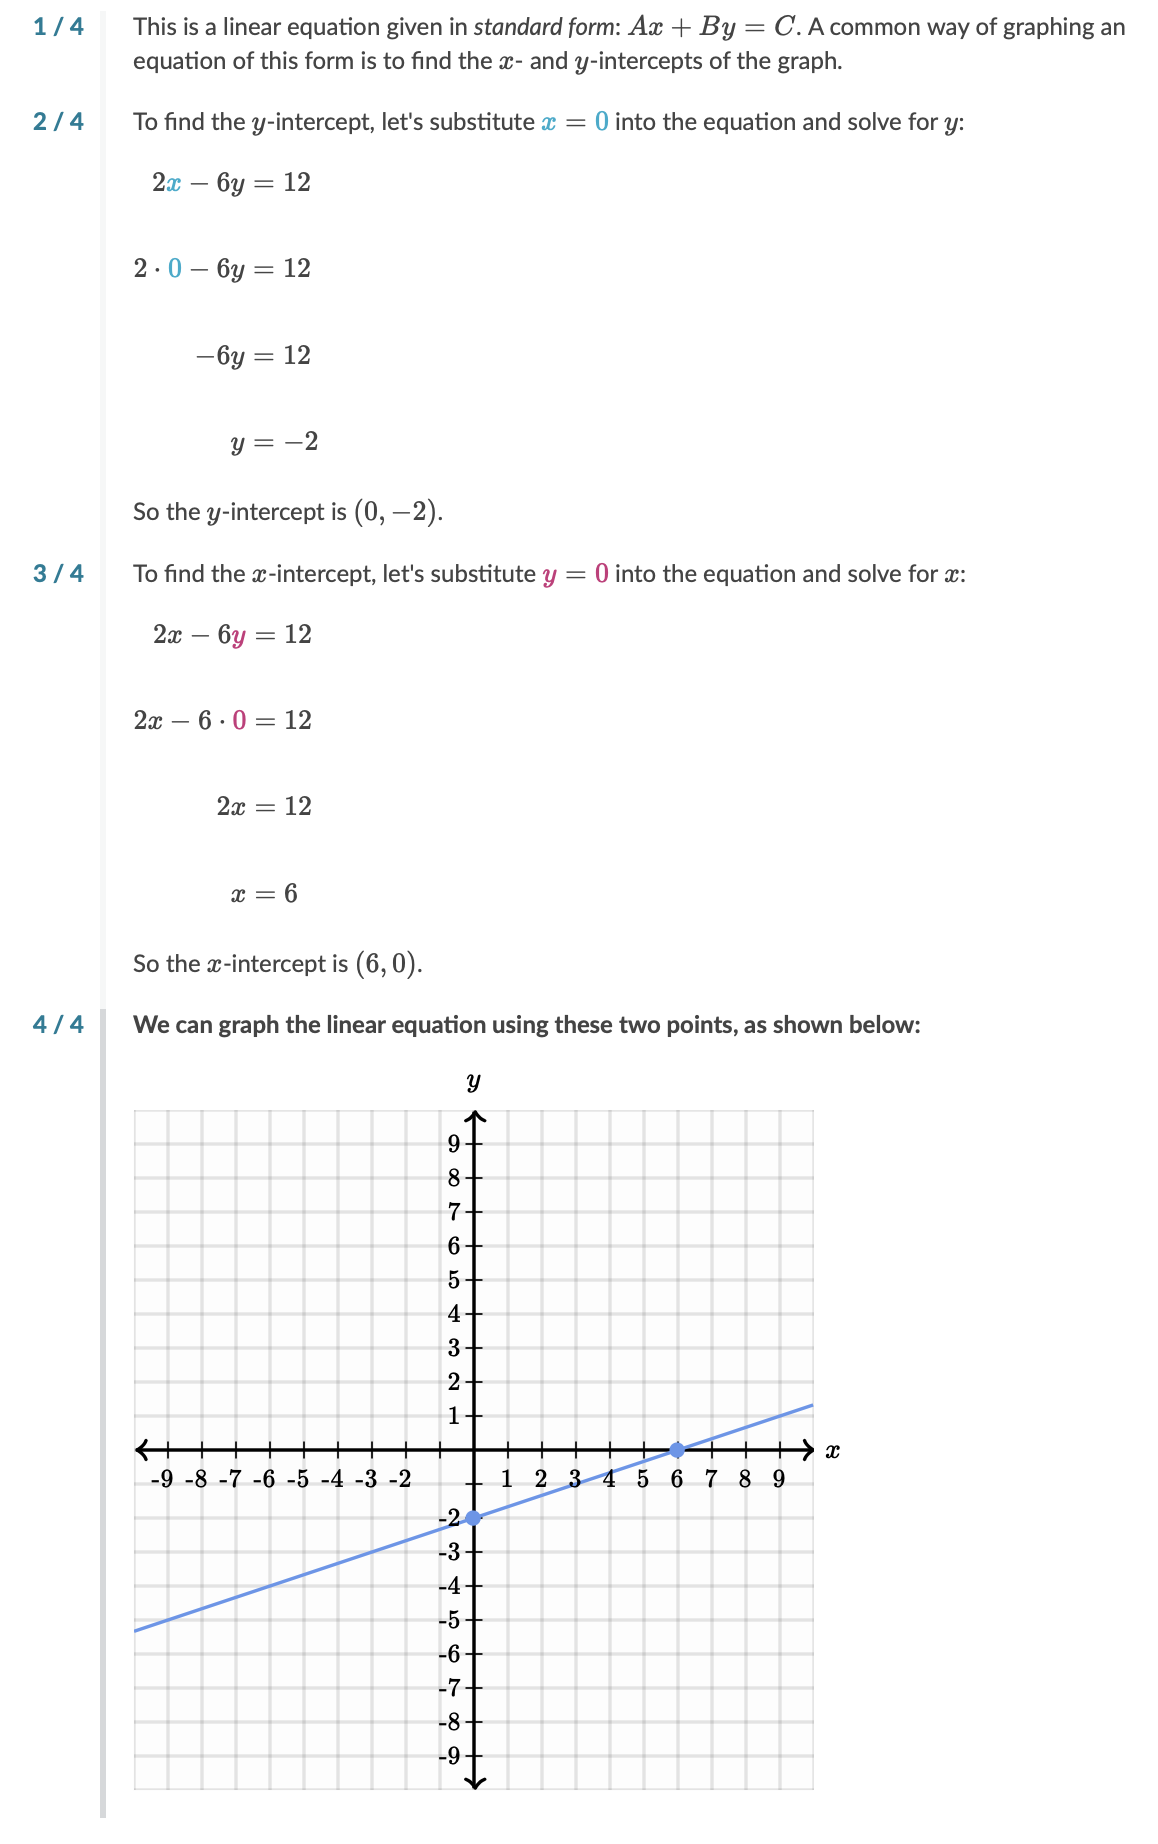 1 / 4 This is a linear equation given in standard form: Ax + By = C. A common way of graphing an
equation of this form is to find the x- and y-intercepts of the graph.
2 / 4 To find the y-intercept, let's substitute x = 0 into the equation and solve for y:
2x − 6y = 12
2 · 0 − 6y = 12
−6y = 12
y = −2
So the y-intercept is (0, −2).
3 / 4 To find the x-intercept, let's substitute y = 0 into the equation and solve for x:
2x − 6y = 12
2x − 6 · 0 = 12
2x = 12
x = 6
So the x-intercept is (6, 0).
4 / 4 We can graph the linear equation using these two points, as shown below:
y
9
8
7
6
5
4
3
2
1
x
-9 -8 -7 -6 -5 -4 -3 -2 1 2 3 4 5 6 7 8 9
-2
-3
-4
-5
-6
-7
-8
-9